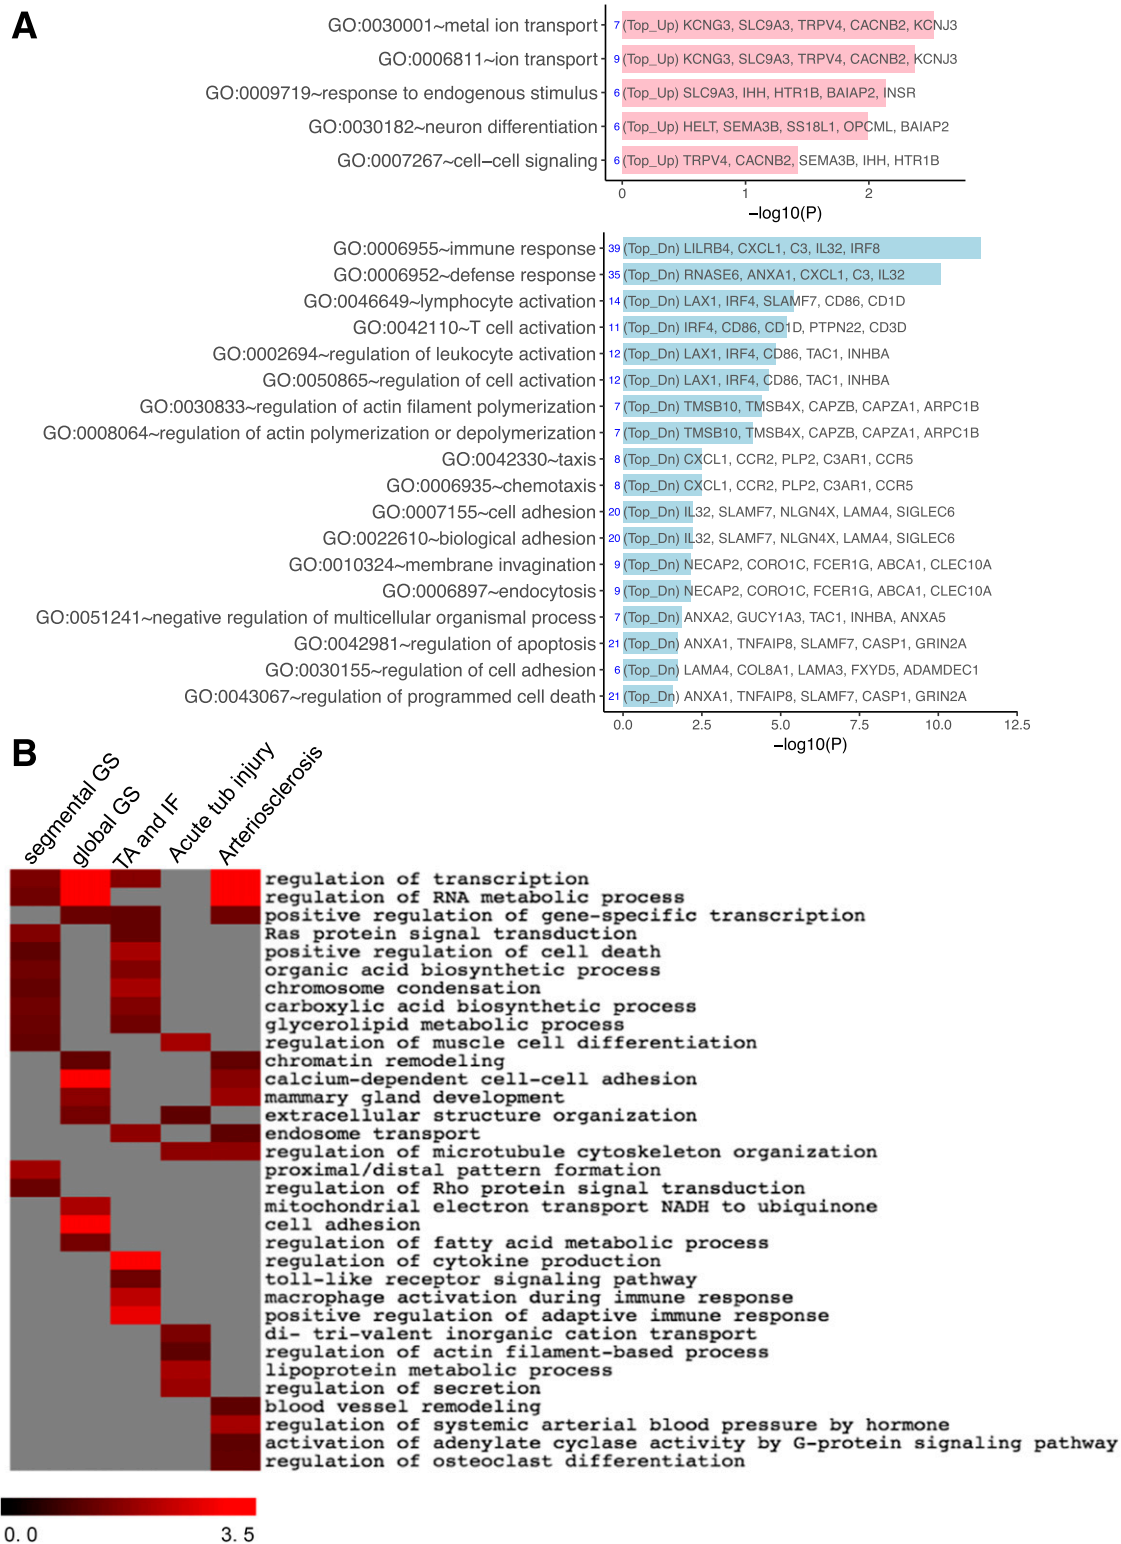 A
GO:0030001~metal ion transport 7 (Top_Up) KCNG3, SLC9A3, TRPV4, CACNB2, KCNJ3
GO:0006811~ion transport 9 (Top_Up) KCNG3, SLC9A3, TRPV4, CACNB2, KCNJ3
GO:0009719~response to endogenous stimulus 6 (Top_Up) SLC9A3, IHH, HTR1B, BAIAP2, INSR
GO:0030182~neuron differentiation 6 (Top_Up) HELT, SEMA3B, SS18L1, OPCML, BAIAP2
GO:0007267~cell−cell signaling 6 (Top_Up) TRPV4, CACNB2, SEMA3B, IHH, HTR1B
0 1 2
−log10(P)
GO:0006955~immune response 39 (Top_Dn) LILRB4, CXCL1, C3, IL32, IRF8
GO:0006952~defense response 35 (Top_Dn) RNASE6, ANXA1, CXCL1, C3, IL32
GO:0046649~lymphocyte activation 14 (Top_Dn) LAX1, IRF4, SLAMF7, CD86, CD1D
GO:0042110~T cell activation 11 (Top_Dn) IRF4, CD86, CD1D, PTPN22, CD3D
GO:0002694~regulation of leukocyte activation 12 (Top_Dn) LAX1, IRF4, CD86, TAC1, INHBA
GO:0050865~regulation of cell activation 12 (Top_Dn) LAX1, IRF4, CD86, TAC1, INHBA
GO:0030833~regulation of actin filament polymerization 7 (Top_Dn) TMSB10, TMSB4X, CAPZB, CAPZA1, ARPC1B
GO:0008064~regulation of actin polymerization or depolymerization 7 (Top_Dn) TMSB10, TMSB4X, CAPZB, CAPZA1, ARPC1B
GO:0042330~taxis 8 (Top_Dn) CXCL1, CCR2, PLP2, C3AR1, CCR5
GO:0006935~chemotaxis 8 (Top_Dn) CXCL1, CCR2, PLP2, C3AR1, CCR5
GO:0007155~cell adhesion 20 (Top_Dn) IL32, SLAMF7, NLGN4X, LAMA4, SIGLEC6
GO:0022610~biological adhesion 20 (Top_Dn) IL32, SLAMF7, NLGN4X, LAMA4, SIGLEC6
GO:0010324~membrane invagination 9 (Top_Dn) NECAP2, CORO1C, FCER1G, ABCA1, CLEC10A
GO:0006897~endocytosis 9 (Top_Dn) NECAP2, CORO1C, FCER1G, ABCA1, CLEC10A
GO:0051241~negative regulation of multicellular organismal process 7 (Top_Dn) ANXA2, GUCY1A3, TAC1, INHBA, ANXA5
GO:0042981~regulation of apoptosis 21 (Top_Dn) ANXA1, TNFAIP8, SLAMF7, CASP1, GRIN2A
GO:0030155~regulation of cell adhesion 6 (Top_Dn) LAMA4, COL8A1, LAMA3, FXYD5, ADAMDEC1
GO:0043067~regulation of programmed cell death 21 (Top_Dn) ANXA1, TNFAIP8, SLAMF7, CASP1, GRIN2A
0.0 2.5 5.0 7.5 10.0 12.5
−log10(P)
B
segmental GS
global GS
TA and IF
Acute tub injury
Arteriosclerosis
regulation of transcription
regulation of RNA metabolic process
positive regulation of gene-specific transcription
Ras protein signal transduction
positive regulation of cell death
organic acid biosynthetic process
chromosome condensation
carboxylic acid biosynthetic process
glycerolipid metabolic process
regulation of muscle cell differentiation
chromatin remodeling
calcium-dependent cell-cell adhesion
mammary gland development
extracellular structure organization
endosome transport
regulation of microtubule cytoskeleton organization
proximal/distal pattern formation
regulation of Rho protein signal transduction
mitochondrial electron transport NADH to ubiquinone
cell adhesion
regulation of fatty acid metabolic process
regulation of cytokine production
toll-like receptor signaling pathway
macrophage activation during immune response
positive regulation of adaptive immune response
di- tri-valent inorganic cation transport
regulation of actin filament-based process
lipoprotein metabolic process
regulation of secretion
blood vessel remodeling
regulation of systemic arterial blood pressure by hormone
activation of adenylate cyclase activity by G-protein signaling pathway
regulation of osteoclast differentiation
0.0 3.5